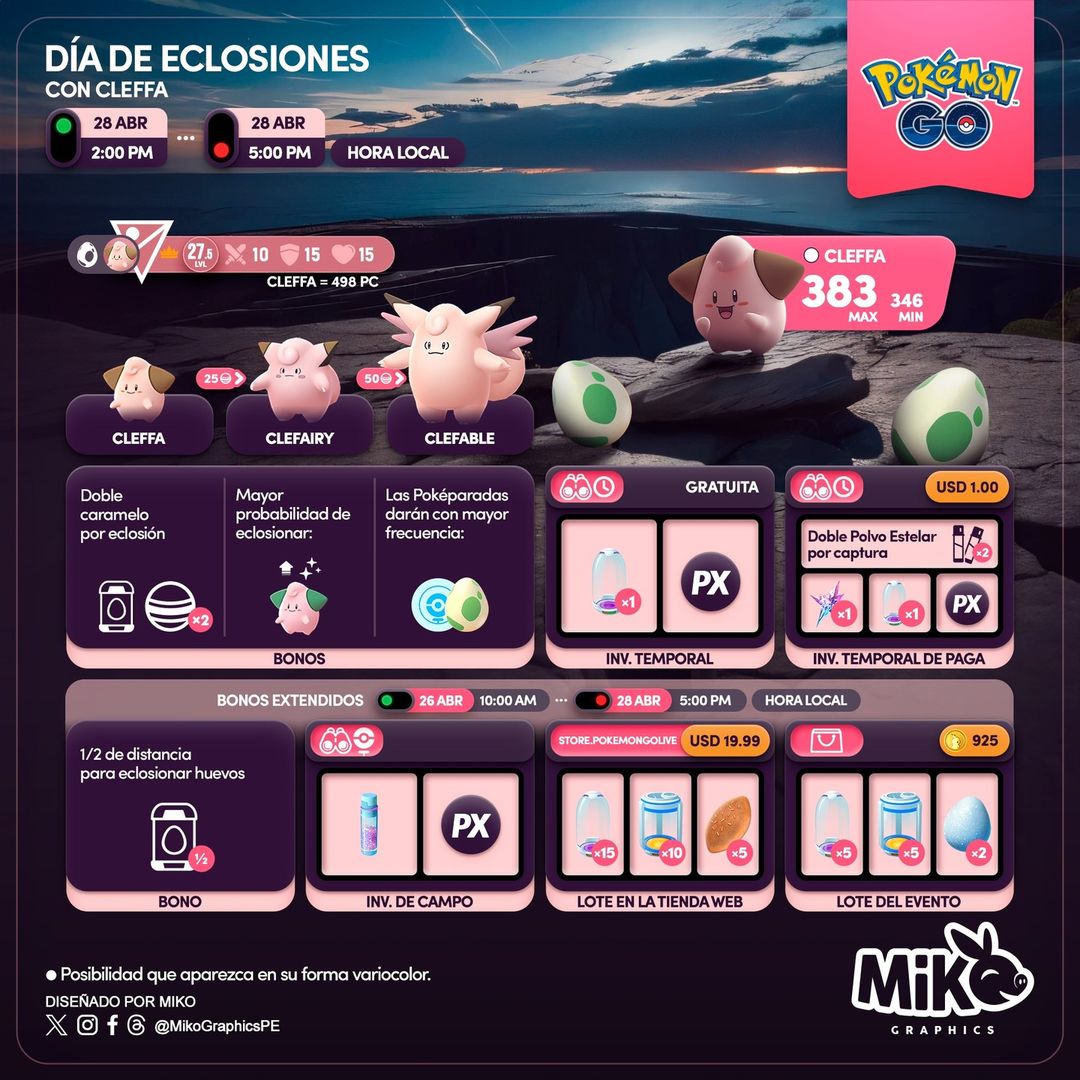 DÍA DE ECLOSIONES
CON CLEFFA
POKÉMON
GO
28 ABR
2:00 PM
...
28 ABR
5:00 PM
HORA LOCAL
27.5
LVL
10
15
15
CLEFFA = 498 PC
CLEFFA
383
MAX
346
MIN
25
50
CLEFFA
CLEFAIRY
CLEFABLE
Doble
caramelo
por eclosión
×2
Mayor
probabilidad de
eclosionar:
Las Poképaradas
darán con mayor
frecuencia:
BONOS
GRATUITA
×1
PX
INV. TEMPORAL
USD 1.00
Doble Polvo Estelar
por captura
×2
×1
×1
PX
INV. TEMPORAL DE PAGA
BONOS EXTENDIDOS
26 ABR
10:00 AM
...
28 ABR
5:00 PM
HORA LOCAL
1/2 de distancia
para eclosionar huevos
½
BONO
PX
INV. DE CAMPO
STORE.POKEMONGOLIVE
USD 19.99
×15
×10
×5
LOTE EN LA TIENDA WEB
925
×5
×5
×2
LOTE DEL EVENTO
Posibilidad que aparezca en su forma variocolor.
DISEÑADO POR MIKO
@MikoGraphicsPE
MiKO
GRAPHICS